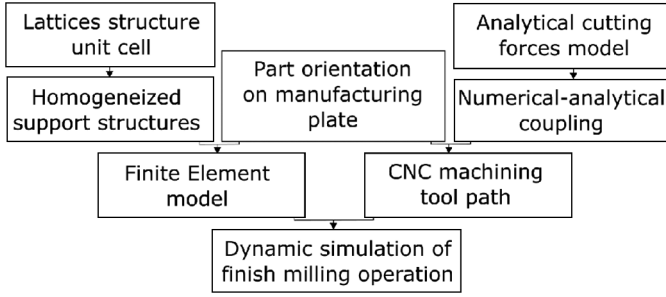 Lattices structure
unit cell
Analytical cutting
forces model
Part orientation
on manufacturing
plate
Homogeneized
support structures
Numerical-analytical
coupling
Finite Element
model
CNC machining
tool path
Dynamic simulation of
finish milling operation